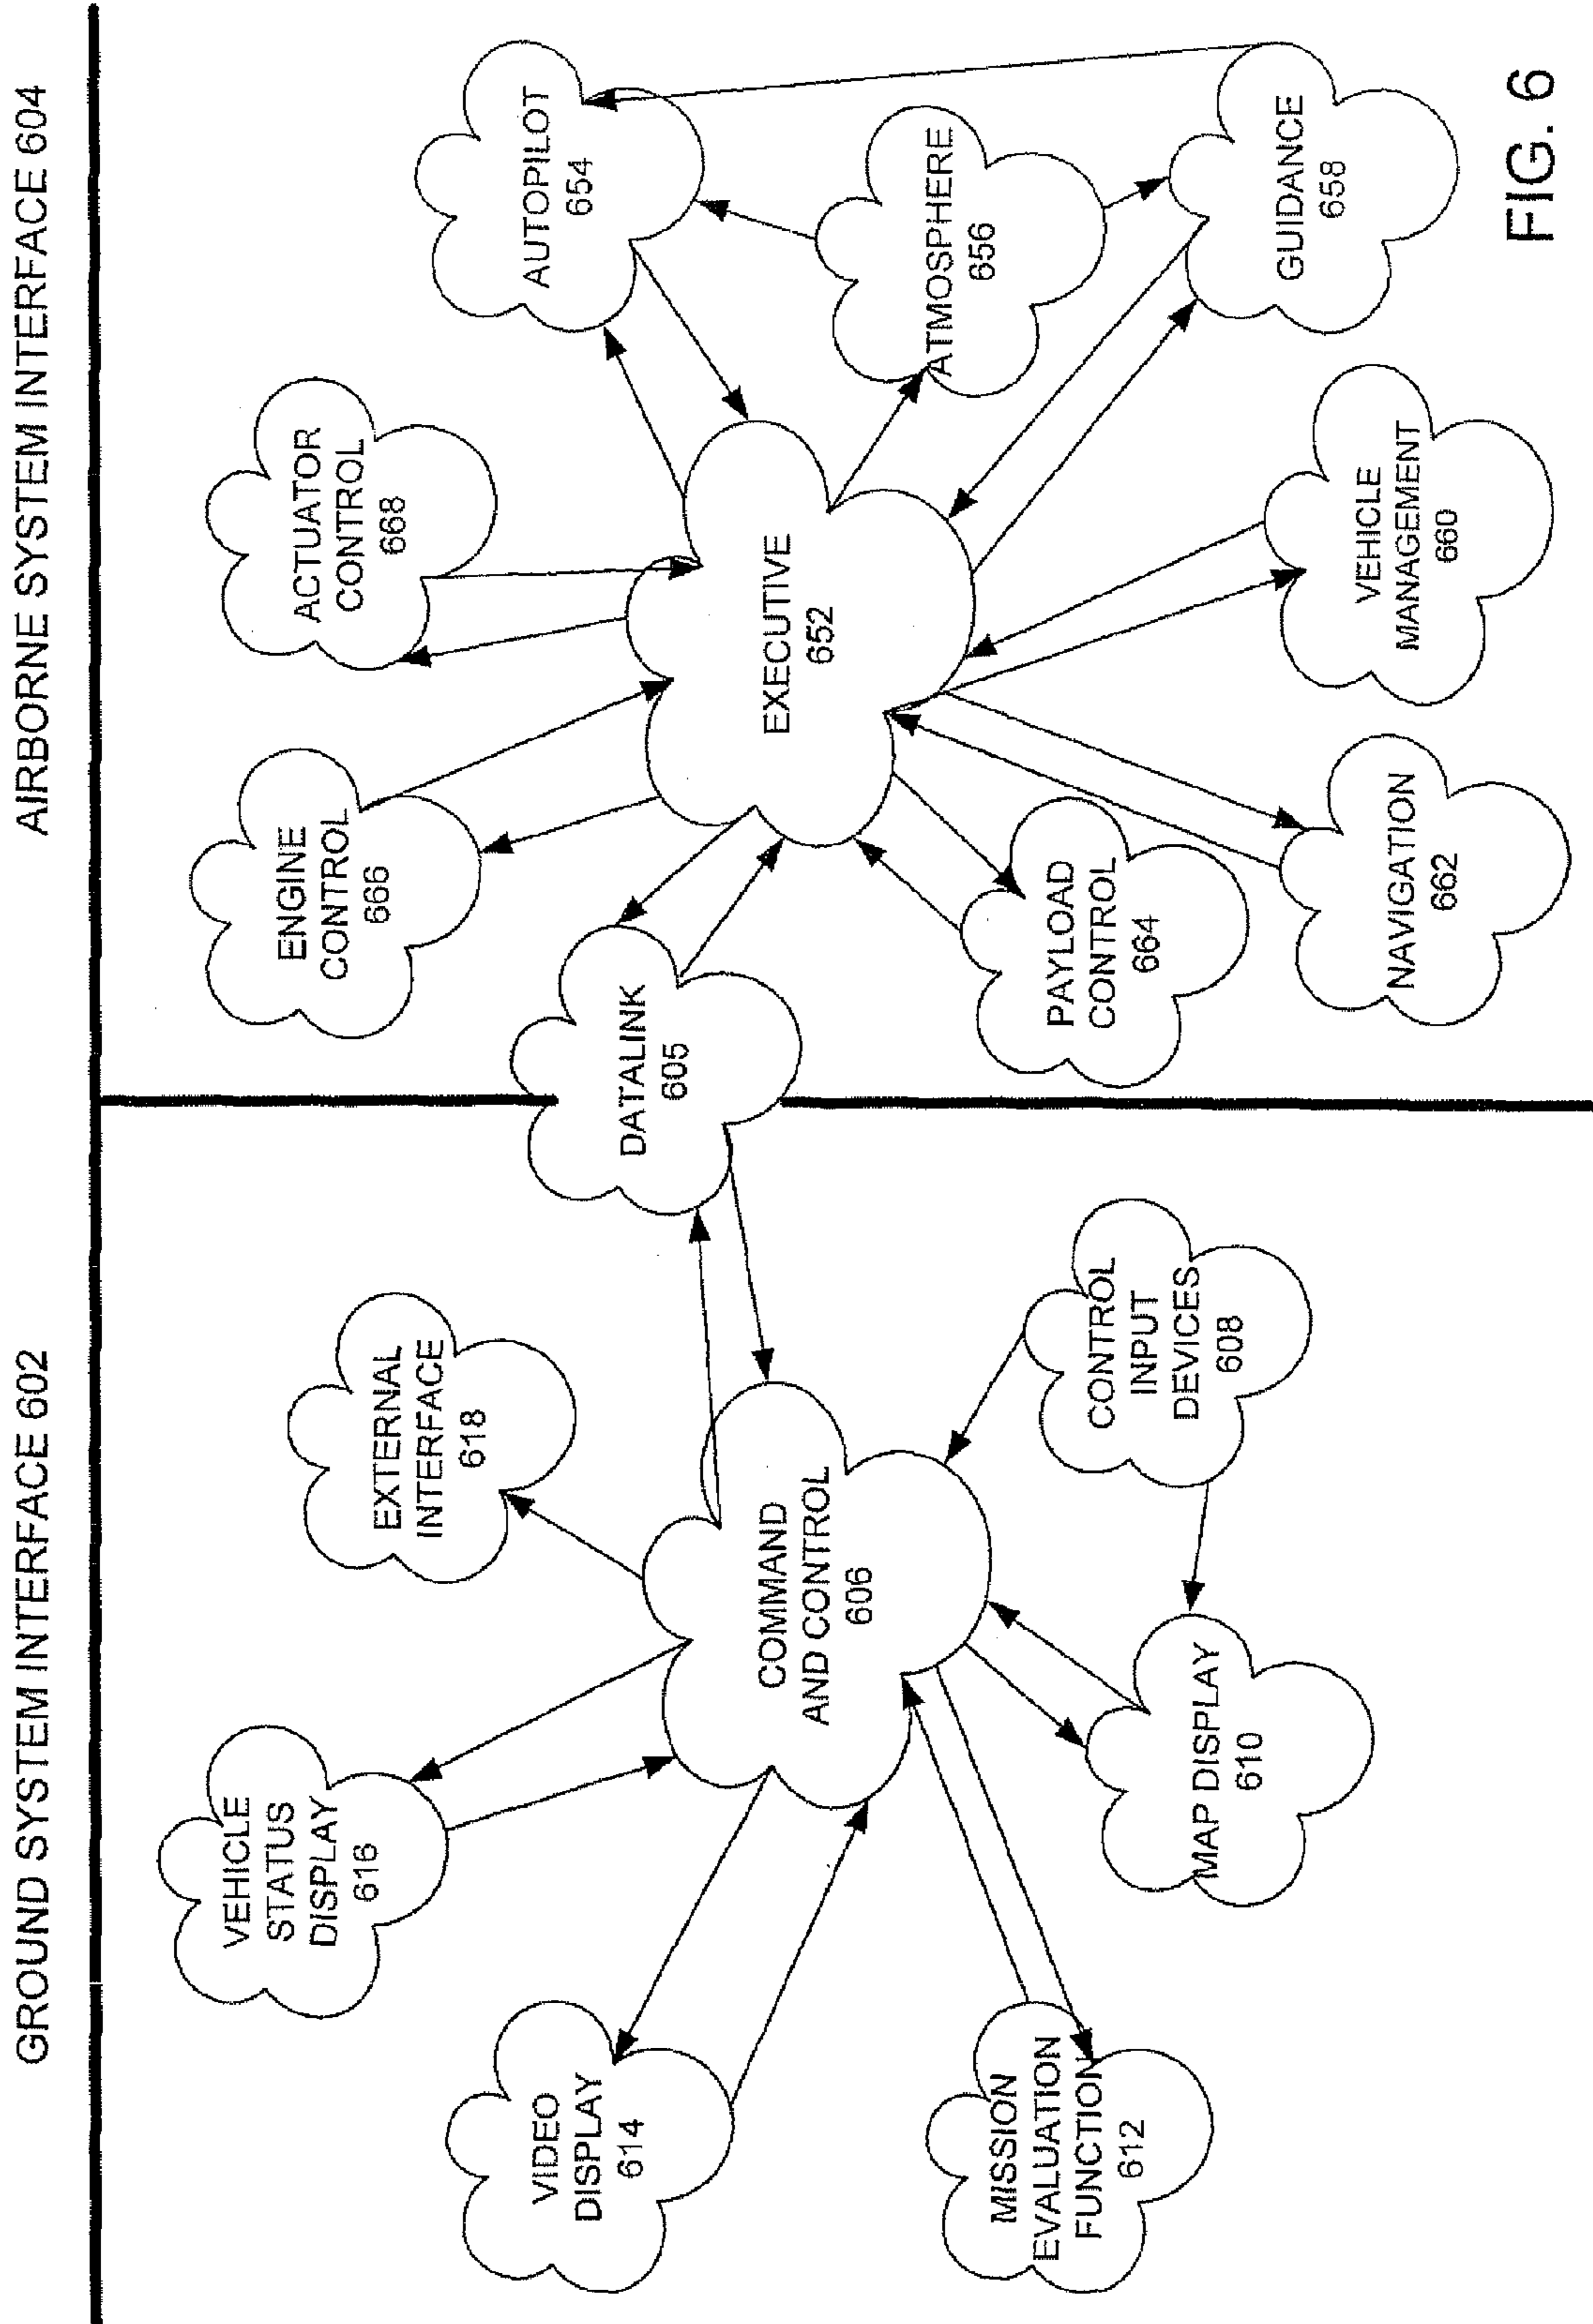 GROUND SYSTEM INTERFACE 602
AIRBORNE SYSTEM INTERFACE 604
VEHICLE
STATUS
DISPLAY
616
EXTERNAL
INTERFACE
618
VIDEO
DISPLAY
614
COMMAND
AND CONTROL
606
MISSION
EVALUATION
FUNCTION
612
MAP DISPLAY
610
CONTROL
INPUT
DEVICES
608
DATALINK
605
ENGINE
CONTROL
666
ACTUATOR
CONTROL
668
AUTOPILOT
654
EXECUTIVE
652
ATMOSPHERE
656
PAYLOAD
CONTROL
664
NAVIGATION
662
VEHICLE
MANAGEMENT
660
GUIDANCE
658
FIG. 6